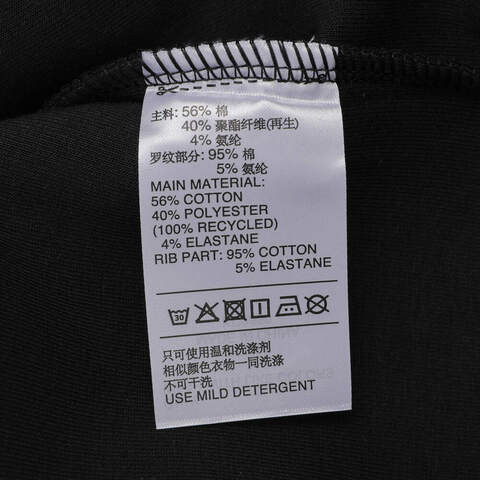 主料: 56% 棉
40% 聚酯纤维(再生)
4% 氨纶
罗纹部分: 95% 棉
5% 氨纶
MAIN MATERIAL:
56% COTTON
40% POLYESTER
(100% RECYCLED)
4% ELASTANE
RIB PART: 95% COTTON
5% ELASTANE
30
只可使用温和洗涤剂
相似颜色衣物一同洗涤
不可干洗
USE MILD DETERGENT